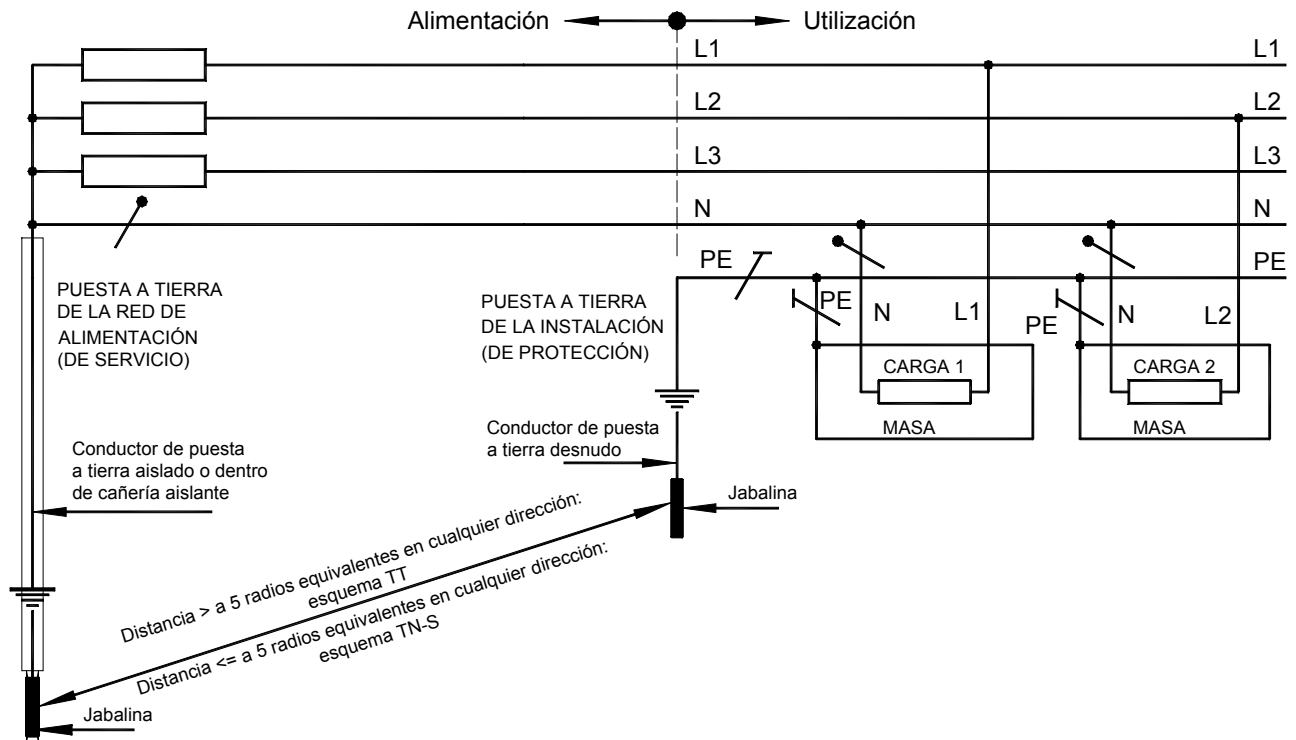 Alimentación
Utilización
L1
L1
L2
L2
L3
L3
N
N
PE
PE
PUESTA A TIERRA
DE LA RED DE
ALIMENTACIÓN
(DE SERVICIO)
PUESTA A TIERRA
DE LA INSTALACIÓN
(DE PROTECCIÓN)
PE
N
L1
PE
N
L2
CARGA 1
MASA
CARGA 2
MASA
Conductor de puesta
a tierra aislado o dentro
de cañería aislante
Conductor de puesta
a tierra desnudo
Jabalina
Distancia > a 5 radios equivalentes en cualquier dirección:
esquema TT
Distancia <= a 5 radios equivalentes en cualquier dirección:
esquema TN-S
Jabalina